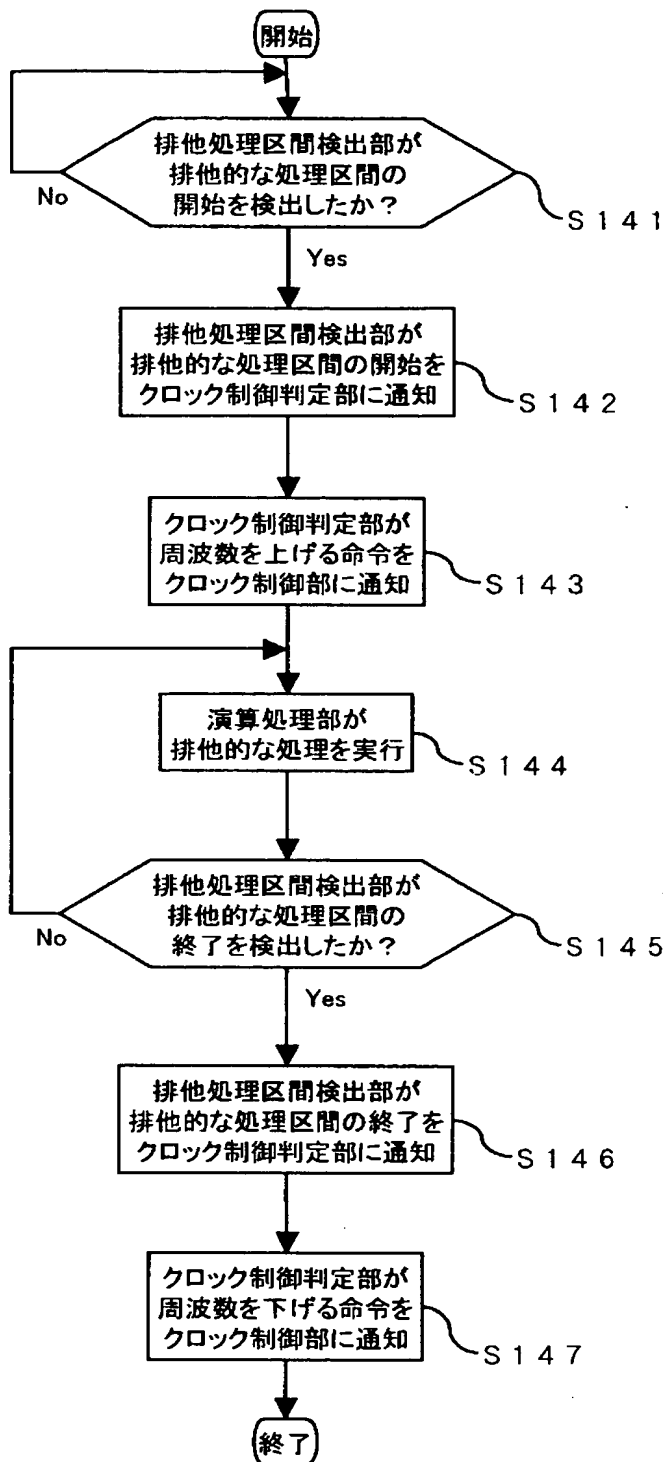 開始
排他処理区間検出部が
排他的な処理区間の
開始を検出したか？
No
S141
Yes
排他処理区間検出部が
排他的な処理区間の開始を
クロック制御判定部に通知
S142
クロック制御判定部が
周波数を上げる命令を
クロック制御部に通知
S143
演算処理部が
排他的な処理を実行
S144
排他処理区間検出部が
排他的な処理区間の
終了を検出したか？
No
S145
Yes
排他処理区間検出部が
排他的な処理区間の終了を
クロック制御判定部に通知
S146
クロック制御判定部が
周波数を下げる命令を
クロック制御部に通知
S147
終了